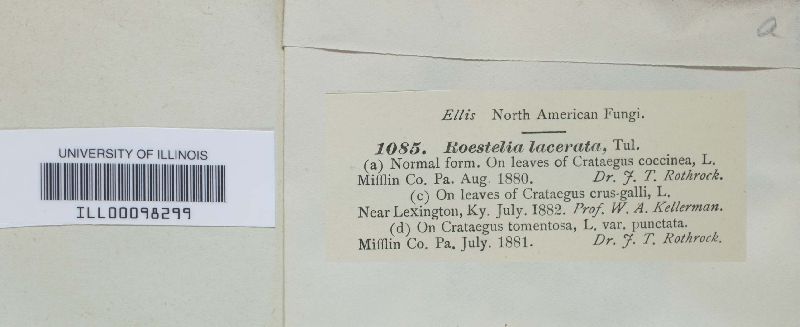 a
Ellis North American Fungi.
1085. Roestelia lacerata, Tul.
(a) Normal form. On leaves of Crataegus coccinea, L.
Mifflin Co. Pa. Aug. 1880. Dr. J. T. Rothrock.
(c) On leaves of Crataegus crus-galli, L.
Near Lexington, Ky. July. 1882. Prof. W. A. Kellerman.
(d) On Crataegus tomentosa, L. var. punctata.
Mifflin Co. Pa. July. 1881. Dr. J. T. Rothrock.
UNIVERSITY OF ILLINOIS
ILL00098299